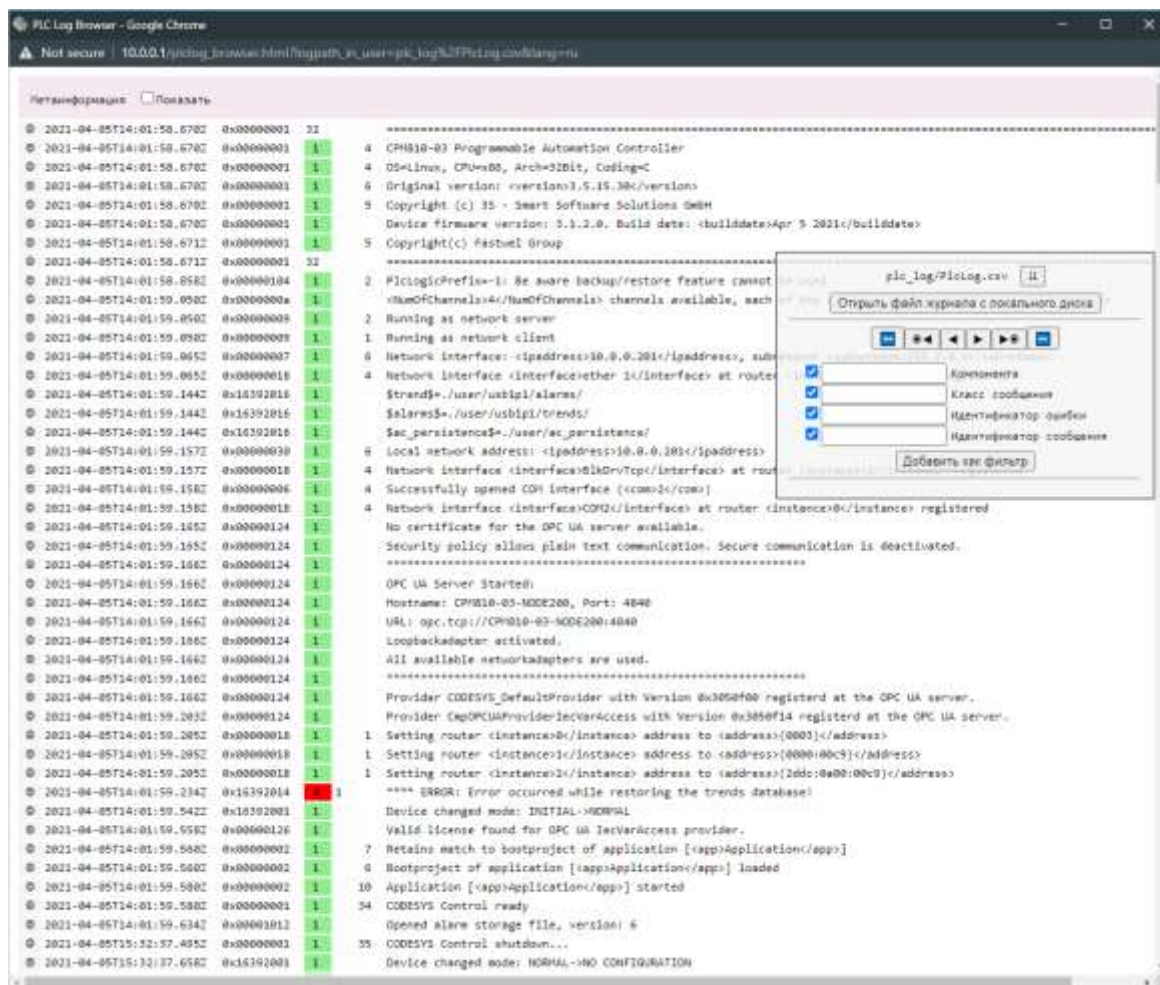 PLC Log Browser - Google Chrome
Not secure 10.0.0.1/plclog_browser.html?logpath_in_user=plc_log%2FPlcLog.csv&lang=ru
Метаинформация Показать
2021-04-05T14:01:58.670Z 0x00000001 32 ====
2021-04-05T14:01:58.670Z 0x00000001 1 4 CPM810-03 Programmable Automation Controller
2021-04-05T14:01:58.670Z 0x00000001 1 4 OS=Linux, CPU=x86, Arch=32Bit, Coding=C
2021-04-05T14:01:58.670Z 0x00000001 1 6 Original version: <version>3.5.15.30</version>
2021-04-05T14:01:58.670Z 0x00000001 1 5 Copyright (c) 3S - Smart Software Solutions GmbH
2021-04-05T14:01:58.670Z 0x00000001 1 Device firmware version: 3.1.2.0. Build date: <builddate>Apr 5 2021</builddate>
2021-04-05T14:01:58.671Z 0x00000001 1 5 Copyright(c) Fastwel Group
2021-04-05T14:01:58.671Z 0x00000001 32 ====
2021-04-05T14:01:58.858Z 0x00000104 1 2 PlcLogicPrefix=-1: Be aware backup/restore feature cannot
2021-04-05T14:01:59.050Z 0x0000000a 1 <NumOfChannels>4</NumOfChannels> channels available, each
2021-04-05T14:01:59.050Z 0x00000009 1 2 Running as network server
2021-04-05T14:01:59.050Z 0x00000009 1 1 Running as network client
2021-04-05T14:01:59.065Z 0x00000007 1 6 Network interface: <ipaddress>10.0.0.201</ipaddress>,
2021-04-05T14:01:59.065Z 0x00000018 1 4 Network interface <interface>ether 1</interface> at router
2021-04-05T14:01:59.144Z 0x16392016 1 $trend$=./user/usb1p1/alarms/
2021-04-05T14:01:59.144Z 0x16392016 1 $alarms$=./user/usb1p1/trends/
2021-04-05T14:01:59.144Z 0x16392016 1 $ac_persistence$=./user/ac_persistence/
2021-04-05T14:01:59.157Z 0x00000030 1 6 Local network address: <ipaddress>10.0.0.201</ipaddress>
2021-04-05T14:01:59.157Z 0x00000018 1 4 Network interface <interface>BlkDrvTcp</interface> at
2021-04-05T14:01:59.158Z 0x00000006 1 4 Successfully opened COM interface (<com>2</com>)
2021-04-05T14:01:59.158Z 0x00000018 1 4 Network interface <interface>COM2</interface> at router <instance>0</instance> registered
2021-04-05T14:01:59.165Z 0x00000124 1 No certificate for the OPC UA server available.
2021-04-05T14:01:59.165Z 0x00000124 1 Security policy allows plain text communication. Secure communication is deactivated.
2021-04-05T14:01:59.166Z 0x00000124 1 ****
2021-04-05T14:01:59.166Z 0x00000124 1 OPC UA Server Started:
2021-04-05T14:01:59.166Z 0x00000124 1 Hostname: CPM810-03-NODE200, Port: 4840
2021-04-05T14:01:59.166Z 0x00000124 1 URL: opc.tcp://CPM810-03-NODE200:4840
2021-04-05T14:01:59.166Z 0x00000124 1 Loopbackadapter activated.
2021-04-05T14:01:59.166Z 0x00000124 1 All available networkadapters are used.
2021-04-05T14:01:59.166Z 0x00000124 1 ****
2021-04-05T14:01:59.166Z 0x00000124 1 Provider CODESYS_DefaultProvider with Version 0x3050f00 registerd at the OPC UA server.
2021-04-05T14:01:59.203Z 0x00000124 1 Provider CmpOPCUAProviderIecVarAccess with Version 0x3050f14 registerd at the OPC UA server.
2021-04-05T14:01:59.205Z 0x00000018 1 1 Setting router <instance>0</instance> address to <address>(0003)</address>
2021-04-05T14:01:59.205Z 0x00000018 1 1 Setting router <instance>1</instance> address to <address>(0000:00c9)</address>
2021-04-05T14:01:59.205Z 0x00000018 1 1 Setting router <instance>2</instance> address to <address>(2ddc:0a00:00c9)</address>
2021-04-05T14:01:59.234Z 0x16392014 4 1 **** ERROR: Error occurred while restoring the trends database!
2021-04-05T14:01:59.542Z 0x16392001 1 Device changed mode: INITIAL->NORMAL
2021-04-05T14:01:59.558Z 0x00000126 1 Valid license found for OPC UA IecVarAccess provider.
2021-04-05T14:01:59.560Z 0x00000002 1 7 Retains match to bootproject of application [<app>Application</app>]
2021-04-05T14:01:59.560Z 0x00000002 1 6 Bootproject of application [<app>Application</app>] loaded
2021-04-05T14:01:59.580Z 0x00000002 1 10 Application [<app>Application</app>] started
2021-04-05T14:01:59.580Z 0x00000001 1 34 CODESYS Control ready
2021-04-05T14:01:59.634Z 0x00001012 1 Opened alarm storage file, version: 6
2021-04-05T15:32:37.495Z 0x00000001 1 35 CODESYS Control shutdown...
2021-04-05T15:32:37.658Z 0x16392001 1 Device changed mode: NORMAL->NO CONFIGURATION
plc_log/PlcLog.csv
Открыть файл журнала с локального диска
Компонента
Класс сообщения
Идентификатор ошибки
Идентификатор сообщения
Добавить как фильтр